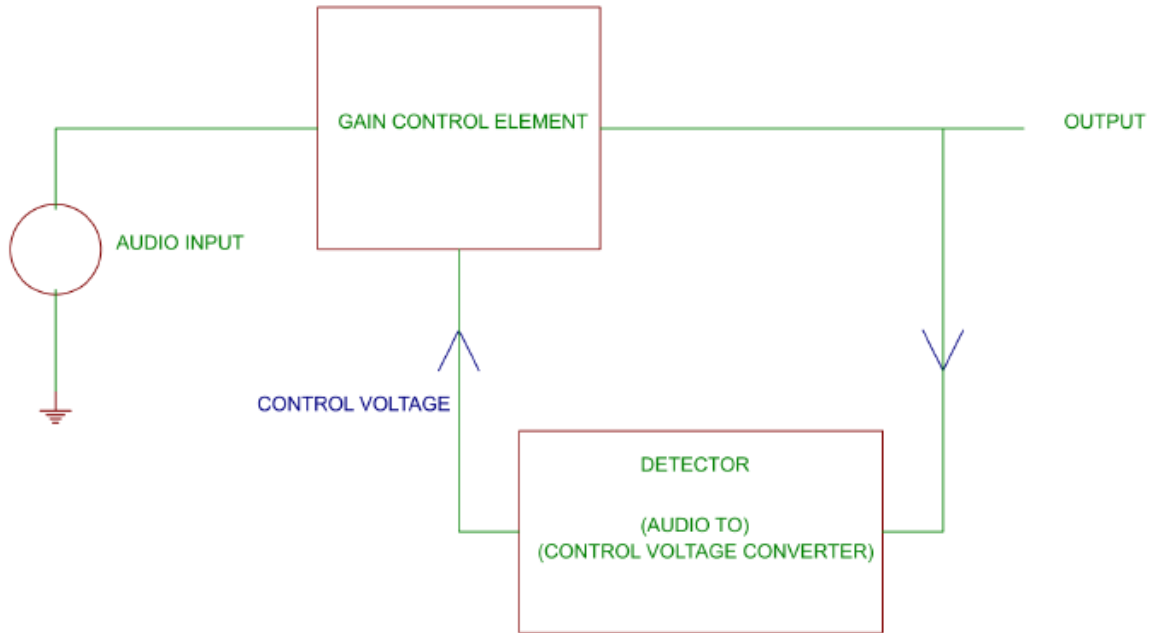 GAIN CONTROL ELEMENT
OUTPUT
AUDIO INPUT
CONTROL VOLTAGE
DETECTOR
(AUDIO TO)
(CONTROL VOLTAGE CONVERTER)